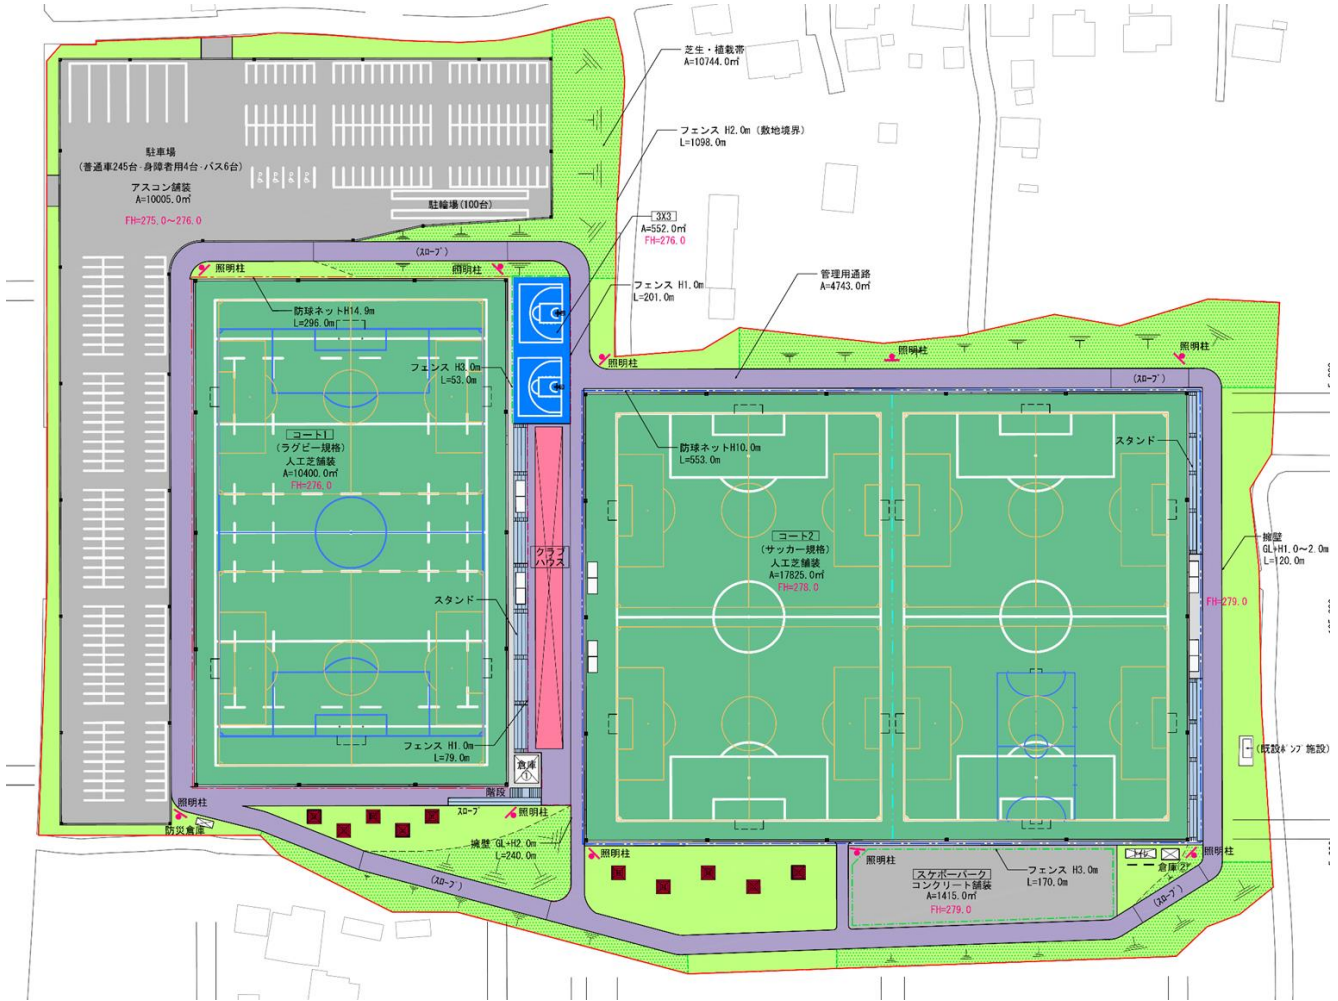 芝生・植栽帯
A=10744.0㎡
フェンス H2.0m (敷地境界)
L=1098.0m
駐車場
(普通車245台・身障者用4台・バス6台)
アスコン舗装
A=10005.0㎡
FH=275.0～276.0
駐輪場(100台)
3X3
A=552.0㎡
FH=276.0
(スロープ)
照明柱
照明柱
管理用通路
A=4743.0㎡
フェンス H1.0m
L=201.0m
防球ネットH14.9m
L=296.0m
照明柱
照明柱
照明柱
フェンス H3.0m
L=53.0m
(スロープ)
コート1
(ラグビー規格)
人工芝舗装
A=10400.0㎡
FH=276.0
防球ネットH10.0m
L=553.0m
スタンド
クラブ
ハウス
コート2
(サッカー規格)
人工芝舗装
A=17825.0㎡
FH=278.0
擁壁
GL+H1.0～2.0m
L=120.0m
スタンド
FH=279.0
フェンス H1.0m
L=79.0m
倉庫
①
(既設ポンプ施設)
階段
スロープ
照明柱
照明柱
防災倉庫
擁壁 GL+H2.0m
L=240.0m
照明柱
照明柱
スケボーパーク
コンクリート舗装
A=1415.0㎡
FH=279.0
フェンス H3.0m
L=170.0m
トイレ
照明柱
倉庫②
(スロープ)
(スロープ)